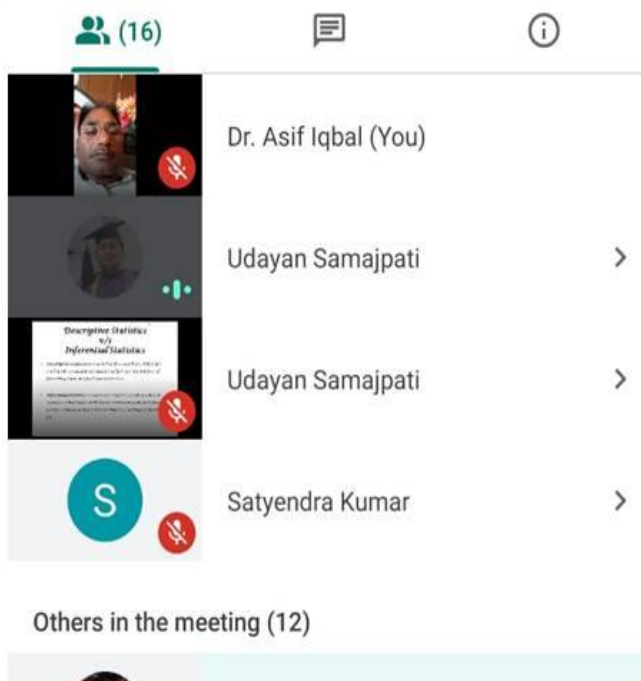 (16)
Dr. Asif Iqbal (You)
Udayan Samajpati
Descriptive Statistics
v/s
Inferential Statistics
Udayan Samajpati
S
Satyendra Kumar
Others in the meeting (12)